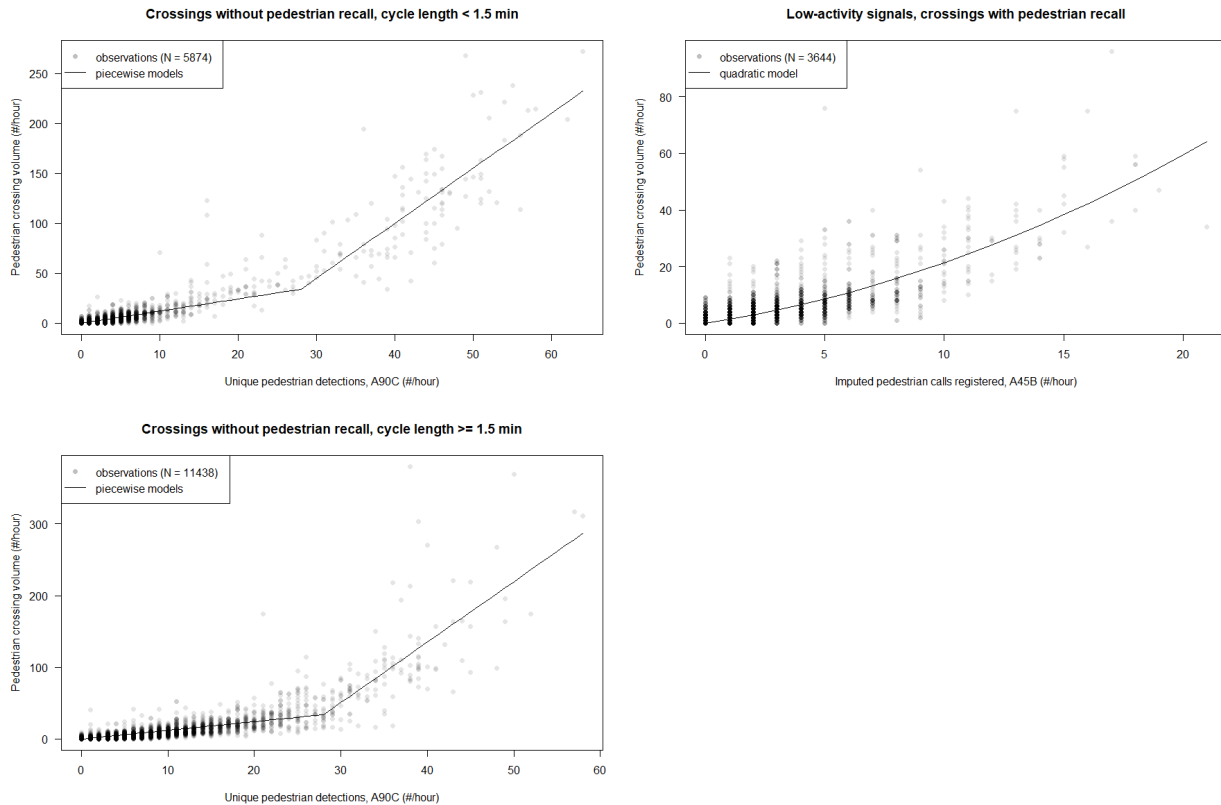 Crossings without pedestrian recall, cycle length < 1.5 min
observations (N = 5874)
piecewise models
Pedestrian crossing volume (#/hour)
250
200
150
100
50
0
0 10 20 30 40 50 60
Unique pedestrian detections, A90C (#/hour)
Low-activity signals, crossings with pedestrian recall
observations (N = 3644)
quadratic model
Pedestrian crossing volume (#/hour)
80
60
40
20
0
0 5 10 15 20
Imputed pedestrian calls registered, A45B (#/hour)
Crossings without pedestrian recall, cycle length >= 1.5 min
observations (N = 11438)
piecewise models
Pedestrian crossing volume (#/hour)
300
200
100
0
0 10 20 30 40 50 60
Unique pedestrian detections, A90C (#/hour)